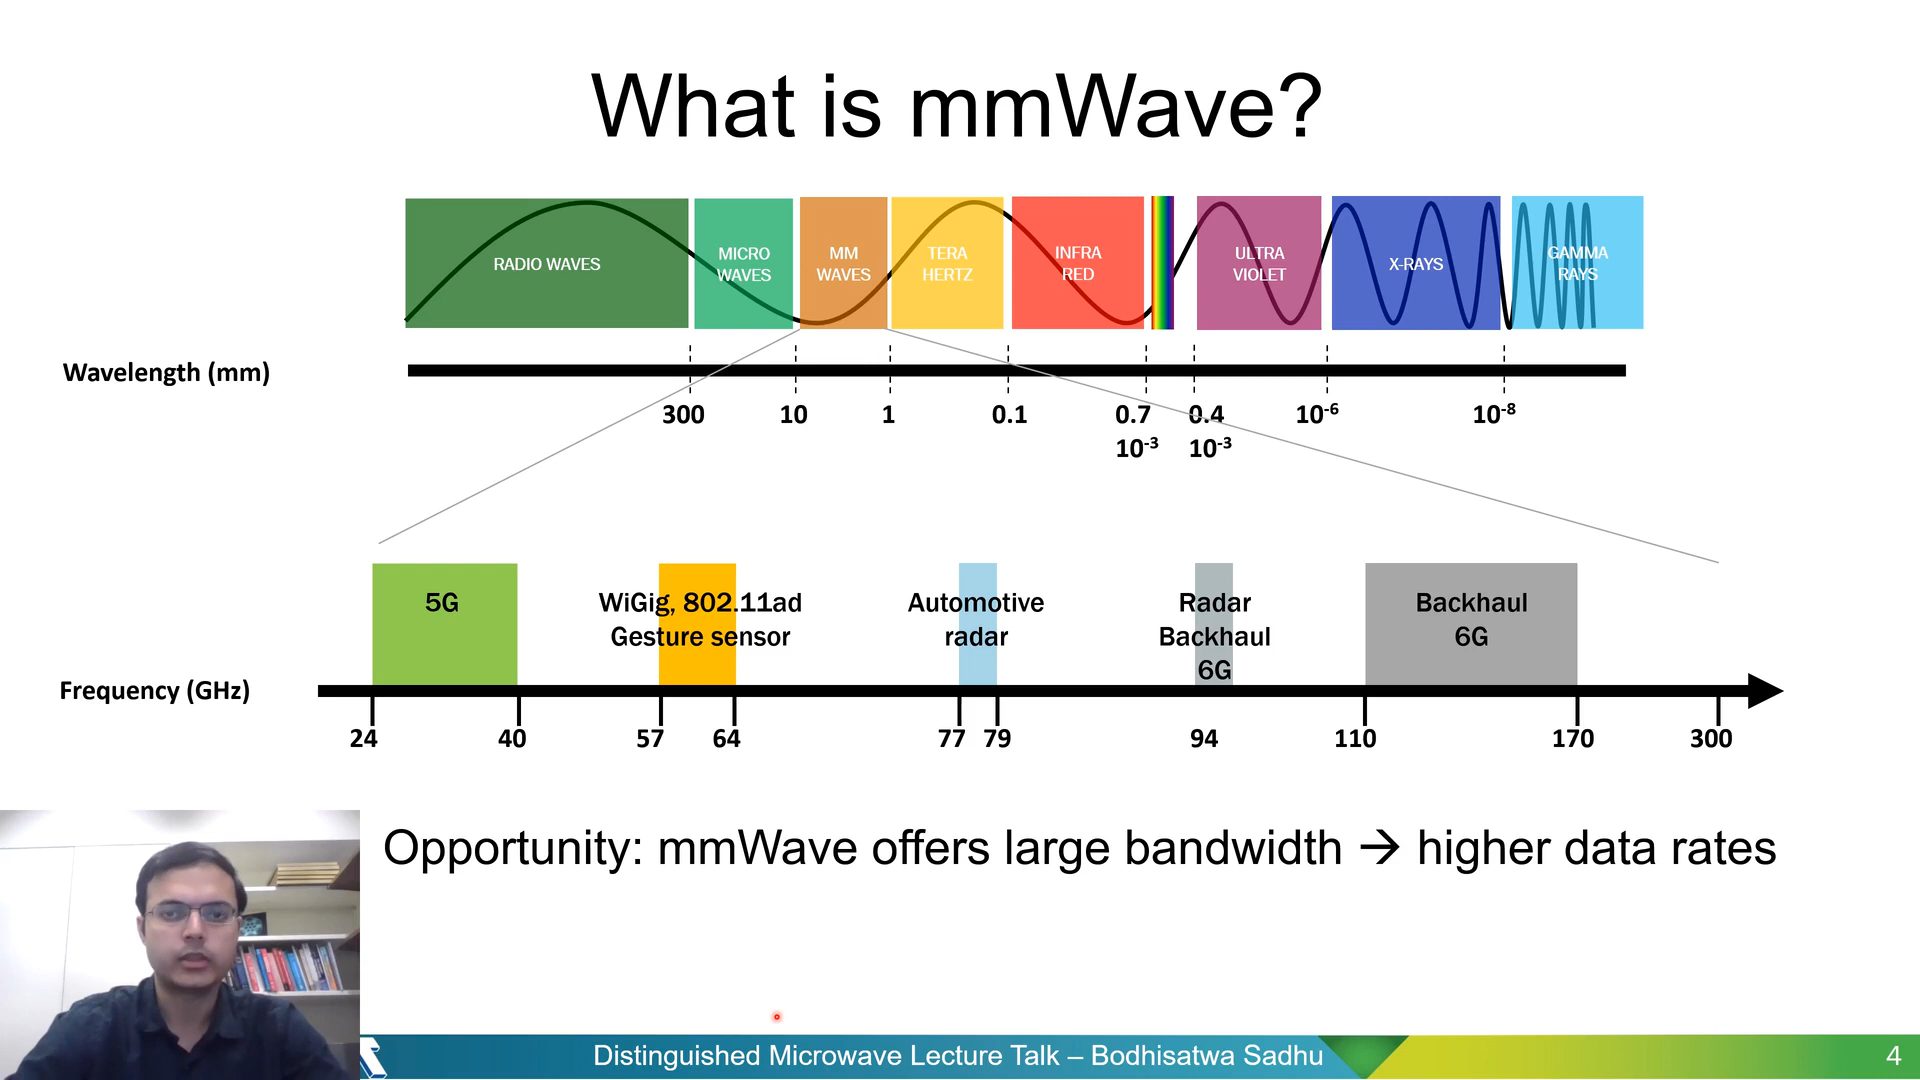 What is mmWave?
RADIO WAVES
MICRO
WAVES
MM
WAVES
TERA
HERTZ
INFRA
RED
ULTRA
VIOLET
X-RAYS
GAMMA
RAYS
Wavelength (mm)
300 10 1 0.1 0.7 0.4 10⁻⁶ 10⁻⁸
10⁻³ 10⁻³
5G
WiGig, 802.11ad
Gesture sensor
Automotive
radar
Radar
Backhaul
6G
Backhaul
6G
Frequency (GHz)
24 40 57 64 77 79 94 110 170 300
Opportunity: mmWave offers large bandwidth → higher data rates
Distinguished Microwave Lecture Talk – Bodhisatwa Sadhu
4